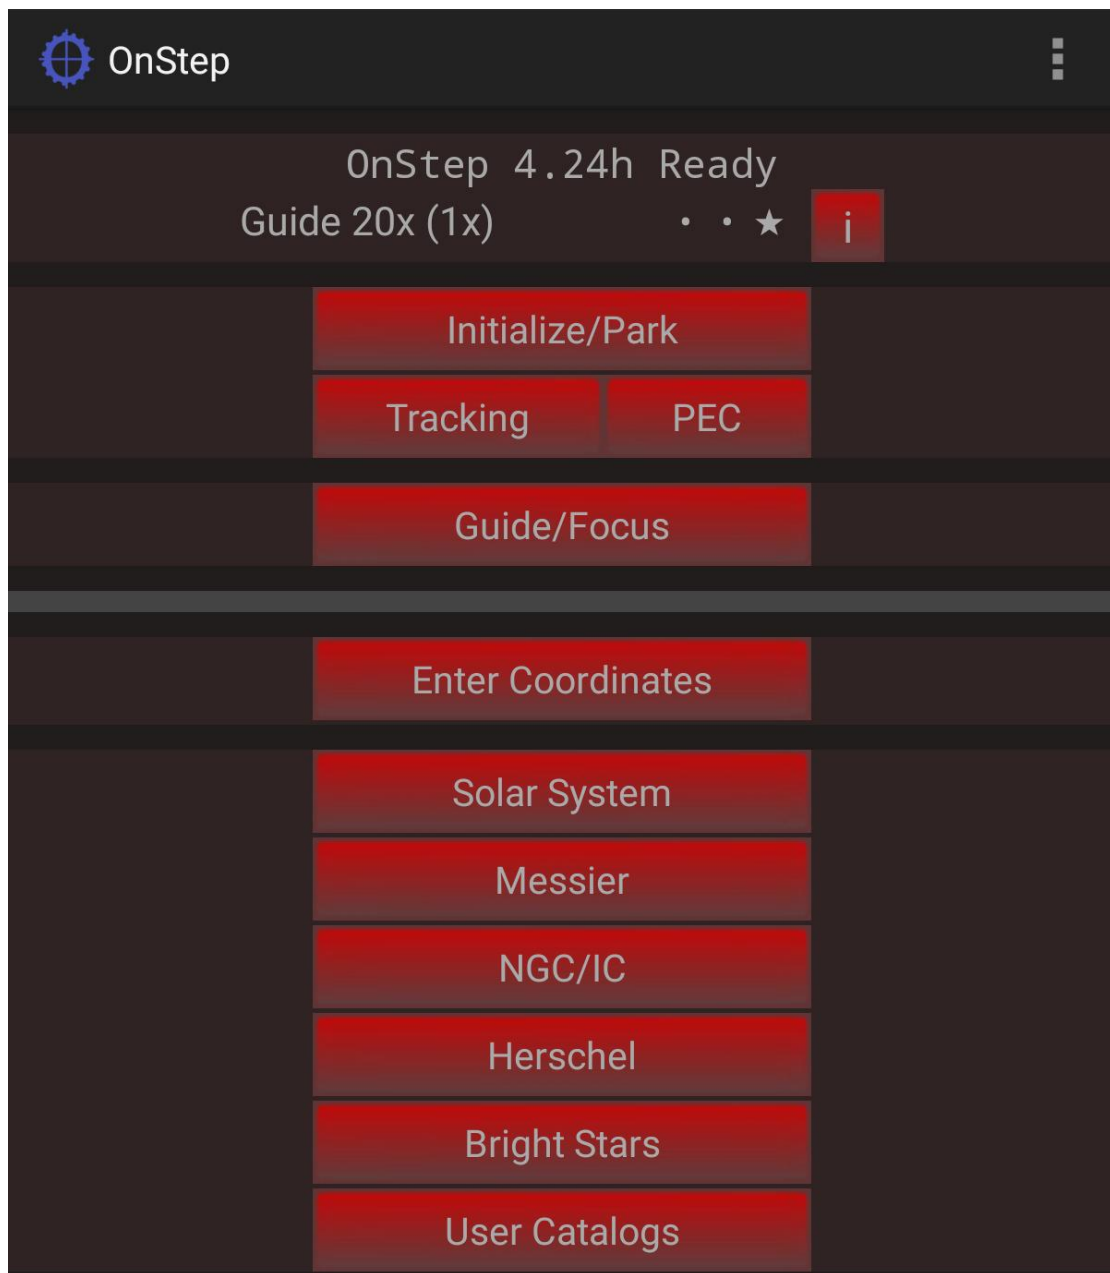 OnStep
OnStep 4.24h Ready
Guide 20x (1x) · · ★ i
Initialize/Park
Tracking PEC
Guide/Focus
Enter Coordinates
Solar System
Messier
NGC/IC
Herschel
Bright Stars
User Catalogs